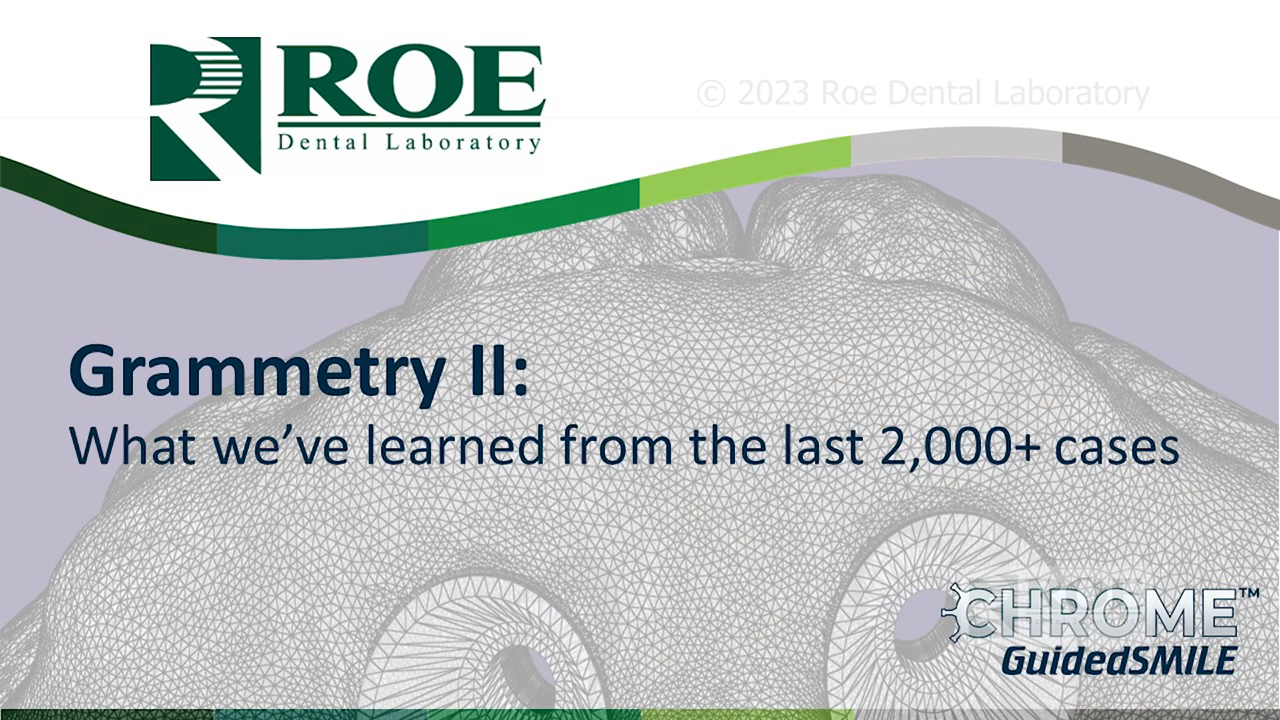 ROE
Dental Laboratory
© 2023 Roe Dental Laboratory
Grammetry II:
What we’ve learned from the last 2,000+ cases
CHROME™
GuidedSMILE